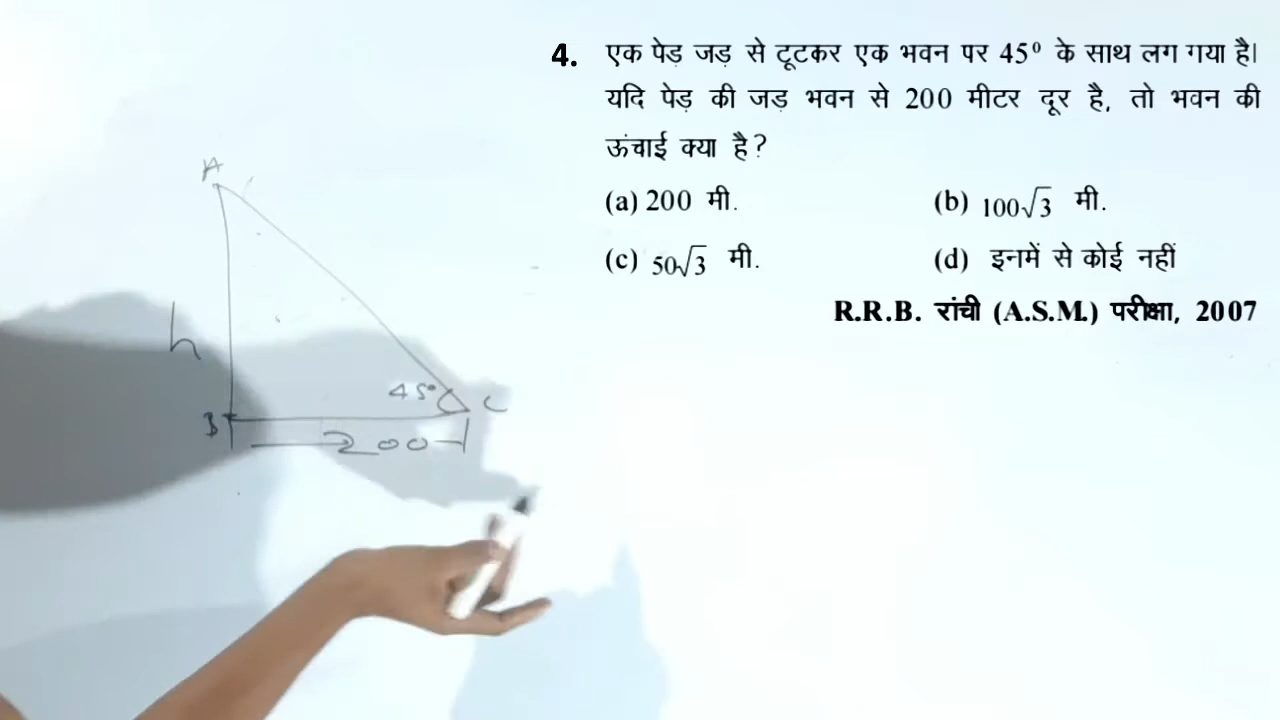 4. एक पेड़ जड़ से टूटकर एक भवन पर 45⁰ के साथ लग गया है।
यदि पेड़ की जड़ भवन से 200 मीटर दूर है, तो भवन की
ऊंचाई क्या है?
(a) 200 मी. (b) 100√3 मी.
(c) 50√3 मी. (d) इनमें से कोई नहीं
R.R.B. रांची (A.S.M.) परीक्षा, 2007
A
h
45°
B
C
200